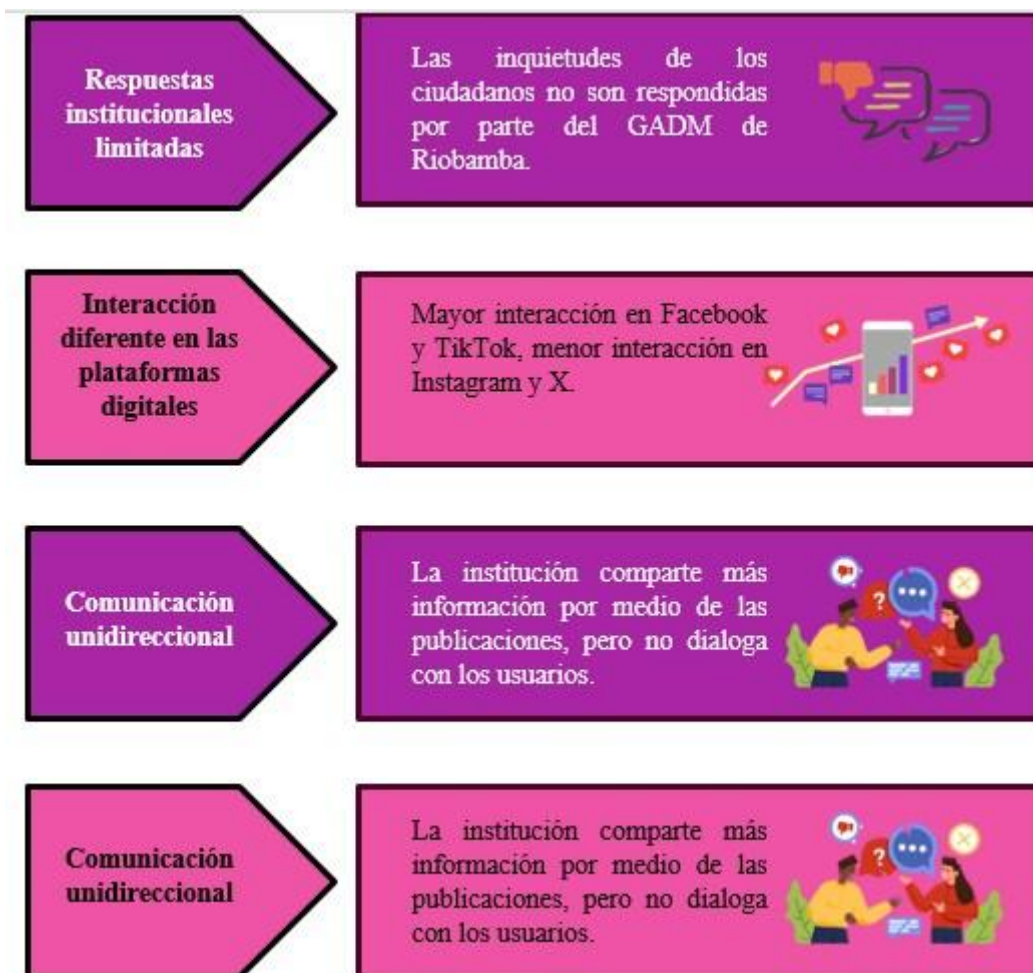 Respuestas
institucionales
limitadas
Las inquietudes de los
ciudadanos no son respondidas
por parte del GADM de
Riobamba.
Interacción
diferente en las
plataformas
digitales
Mayor interacción en Facebook
y TikTok, menor interacción en
Instagram y X.
Comunicación
unidireccional
La institución comparte más
información por medio de las
publicaciones, pero no dialoga
con los usuarios.
?
Comunicación
unidireccional
La institución comparte más
información por medio de las
publicaciones, pero no dialoga
con los usuarios.
?